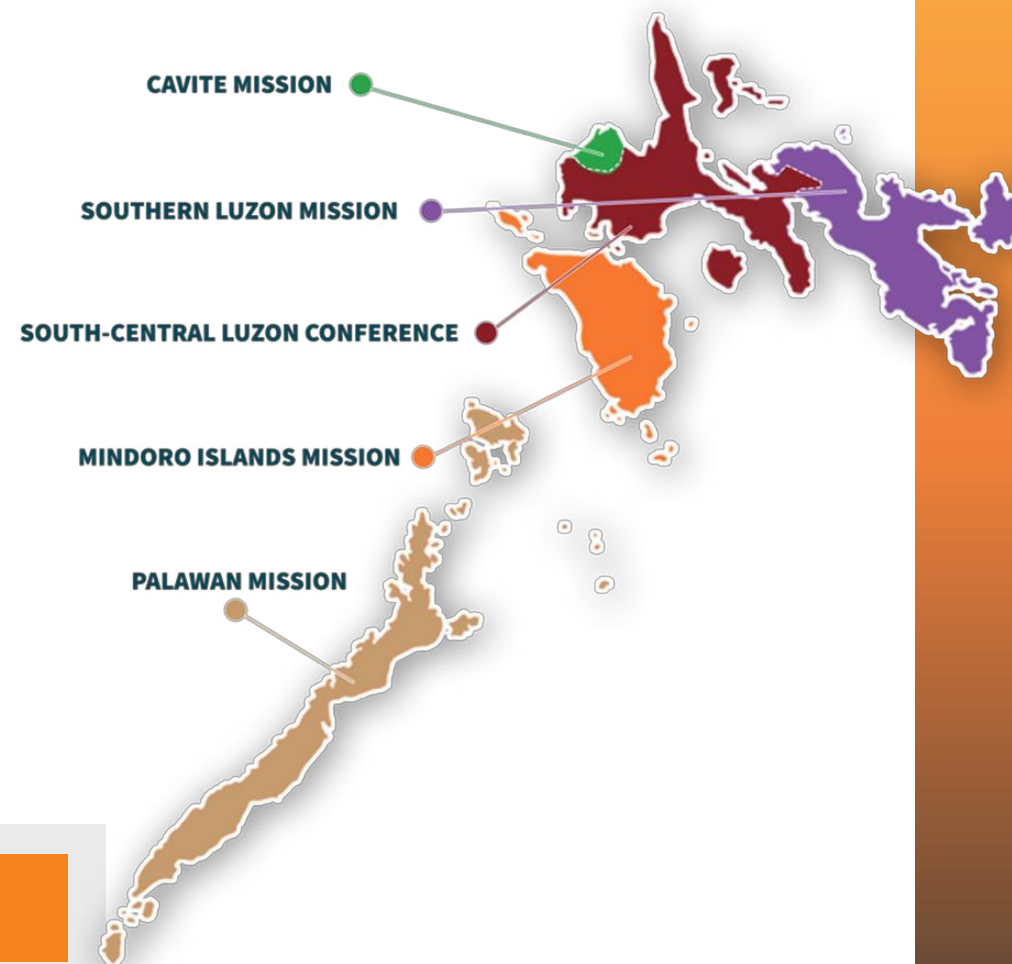 CAVITE MISSION
SOUTHERN LUZON MISSION
SOUTH-CENTRAL LUZON CONFERENCE
MINDORO ISLANDS MISSION
PALAWAN MISSION